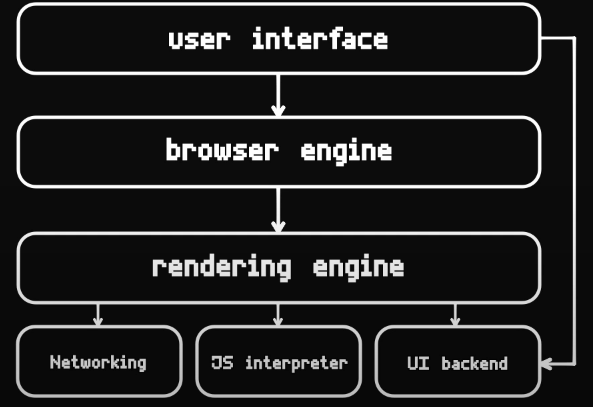 user interface
browser engine
rendering engine
Networking
JS interpreter
UI backend